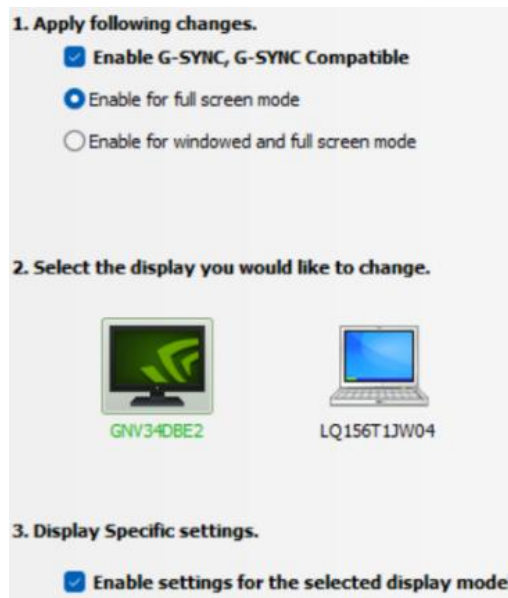 1. Apply following changes.
Enable G-SYNC, G-SYNC Compatible
Enable for full screen mode
Enable for windowed and full screen mode
2. Select the display you would like to change.
GNV34DBE2 LQ156T1JW04
3. Display Specific settings.
Enable settings for the selected display mode